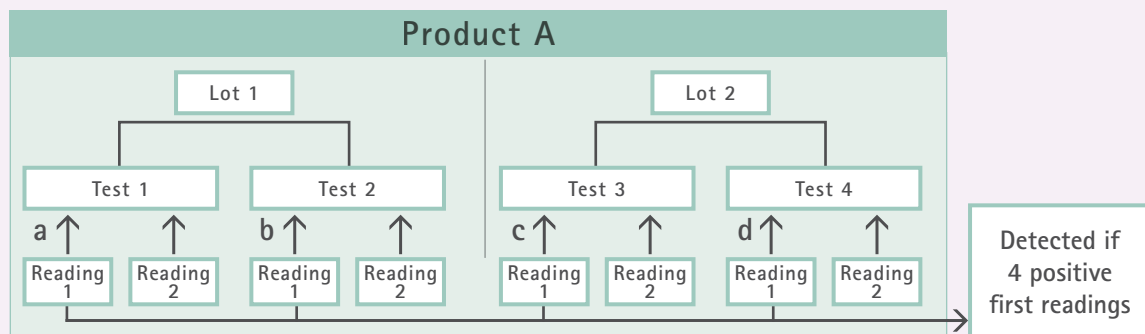 Product A
Lot 1
Lot 2
Test 1
Test 2
Test 3
Test 4
a
b
c
d
Reading
1
Reading
2
Reading
1
Reading
2
Reading
1
Reading
2
Reading
1
Reading
2
Detected if
4 positive
first readings